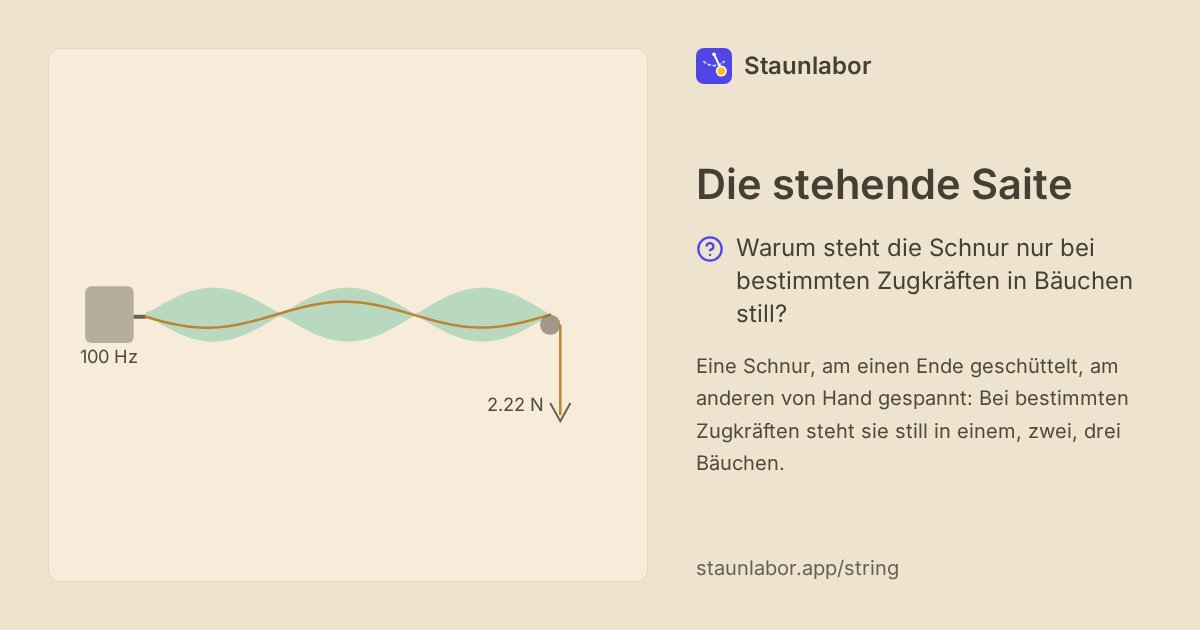 Staunlabor
Die stehende Saite
Warum steht die Schnur nur bei
bestimmten Zugkräften in Bäuchen
still?
Eine Schnur, am einen Ende geschüttelt, am
anderen von Hand gespannt: Bei bestimmten
Zugkräften steht sie still in einem, zwei, drei
Bäuchen.
staunlabor.app/string
100 Hz
2.22 N